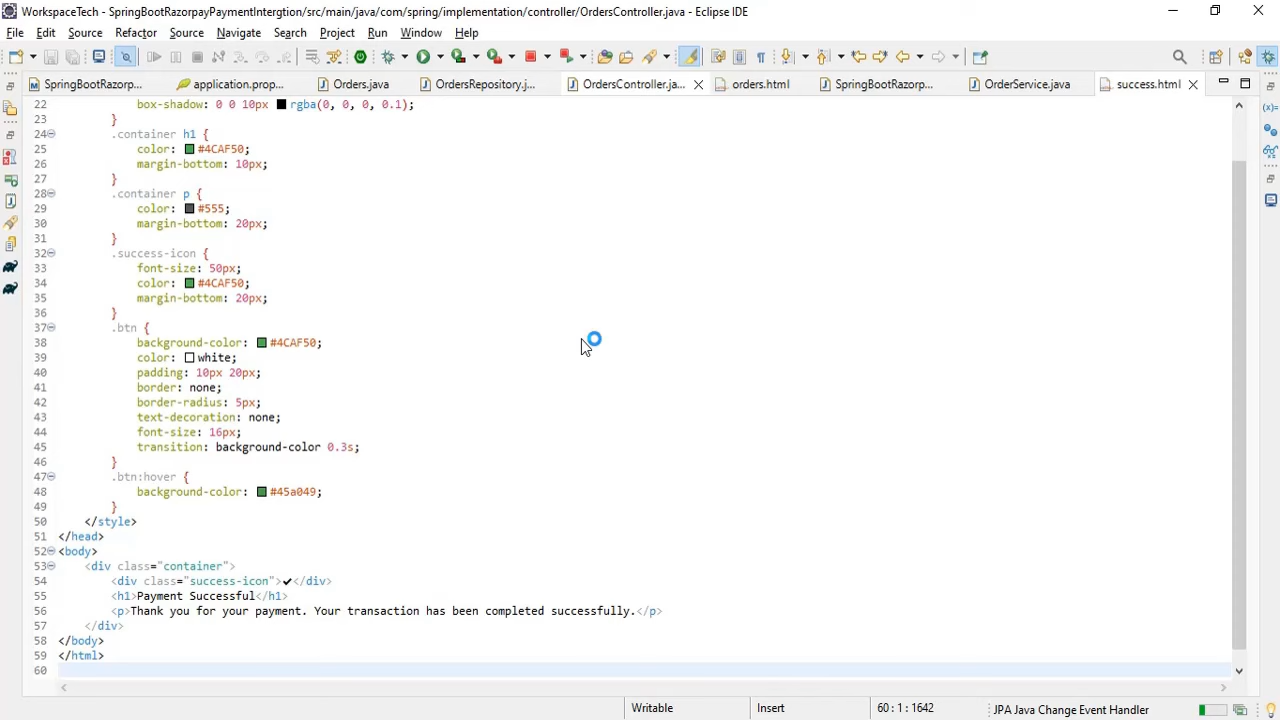 WorkspaceTech - SpringBootRazorpayPaymentIntergtion/src/main/java/com/spring/implementation/controller/OrdersController.java - Eclipse IDE
File Edit Source Refactor Source Navigate Search Project Run Window Help
SpringBootRazorp... application.prop... Orders.java OrdersRepository.j... OrdersController.ja... orders.html SpringBootRazorp... OrderService.java success.html
22 box-shadow: 0 0 10px rgba(0, 0, 0, 0.1);
23 }
24 .container h1 {
25 color: #4CAF50;
26 margin-bottom: 10px;
27 }
28 .container p {
29 color: #555;
30 margin-bottom: 20px;
31 }
32 .success-icon {
33 font-size: 50px;
34 color: #4CAF50;
35 margin-bottom: 20px;
36 }
37 .btn {
38 background-color: #4CAF50;
39 color: white;
40 padding: 10px 20px;
41 border: none;
42 border-radius: 5px;
43 text-decoration: none;
44 font-size: 16px;
45 transition: background-color 0.3s;
46 }
47 .btn:hover {
48 background-color: #45a049;
49 }
50 </style>
51 </head>
52 <body>
53 <div class="container">
54 <div class="success-icon">✔</div>
55 <h1>Payment Successful</h1>
56 <p>Thank you for your payment. Your transaction has been completed successfully.</p>
57 </div>
58 </body>
59 </html>
60
Writable Insert 60 : 1 : 1642 JPA Java Change Event Handler